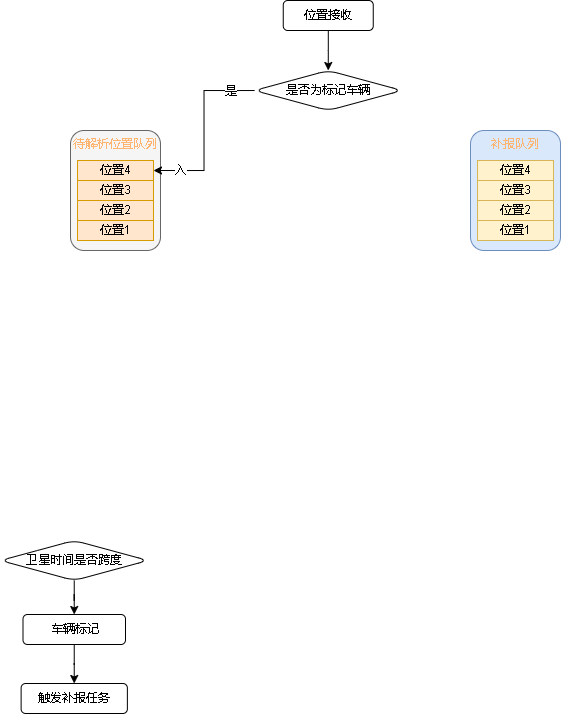 位置接收
是否为标记车辆
是
待解析位置队列
补报队列
位置4
入
位置4
位置3
位置3
位置2
位置2
位置1
位置1
卫星时间是否跨度
车辆标记
触发补报任务